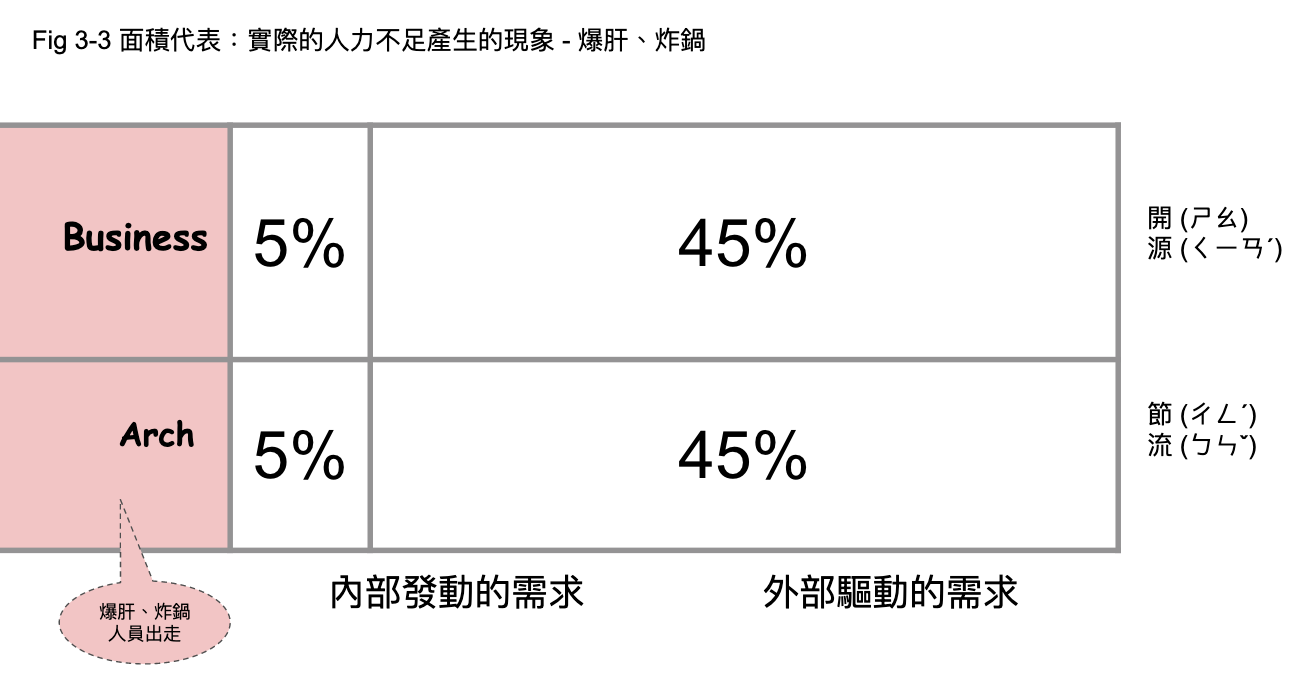 Fig 3-3 面積代表：實際的人力不足產生的現象 - 爆肝、炸鍋
Business
5%
45%
開 (ㄕㄠ)
源 (ㄑㄧㄢˊ)
Arch
5%
45%
節 (ㄔㄥˊ)
流 (ㄅㄣˇ)
內部發動的需求
外部驅動的需求
爆肝、炸鍋
人員出走